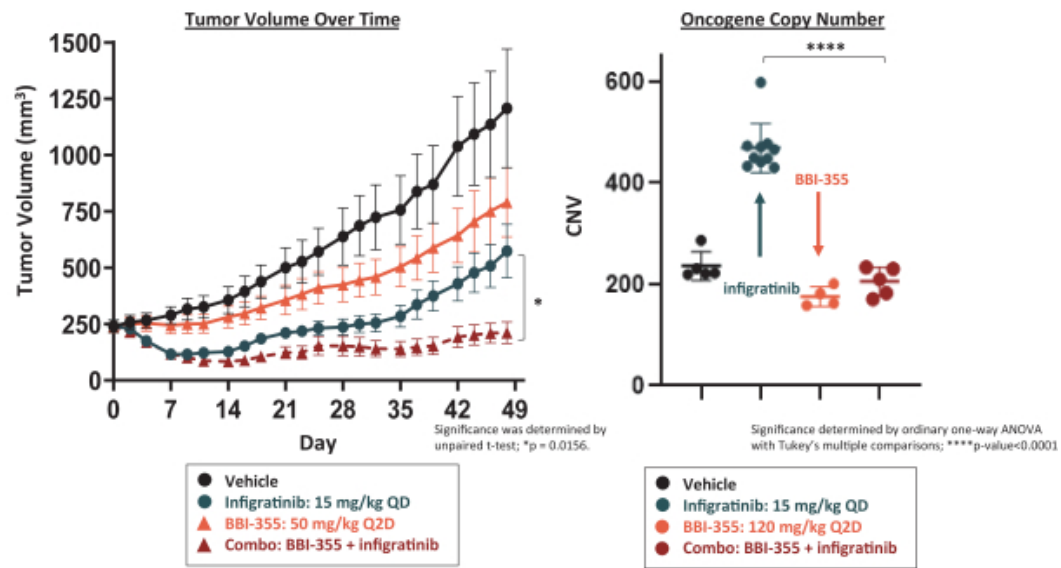 Tumor Volume Over Time
Tumor Volume (mm³)
1500
1250
1000
750
500
250
0
0 7 14 21 28 35 42 49
Day
*
Significance was determined by
unpaired t-test; *p = 0.0156.
Vehicle
Infigratinib: 15 mg/kg QD
BBI-355: 50 mg/kg Q2D
Combo: BBI-355 + infigratinib
Oncogene Copy Number
CNV
600
400
200
0
****
BBI-355
infigratinib
Significance determined by ordinary one-way ANOVA
with Tukey's multiple comparisons; ****p-value<0.0001
Vehicle
Infigratinib: 15 mg/kg QD
BBI-355: 120 mg/kg Q2D
Combo: BBI-355 + infigratinib